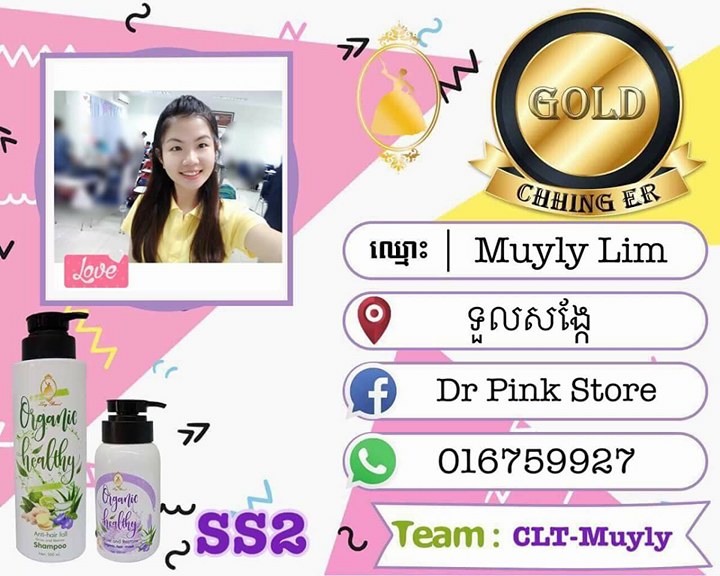 Love
GOLD
CHHING ER
ឈ្មោះ | Muyly Lim
ទួលសង្កែ
Dr Pink Store
016759927
Organic
healthy
Anti-hair fall
Shampoo
Organic
healthy
SS2
Team : CLT-Muyly